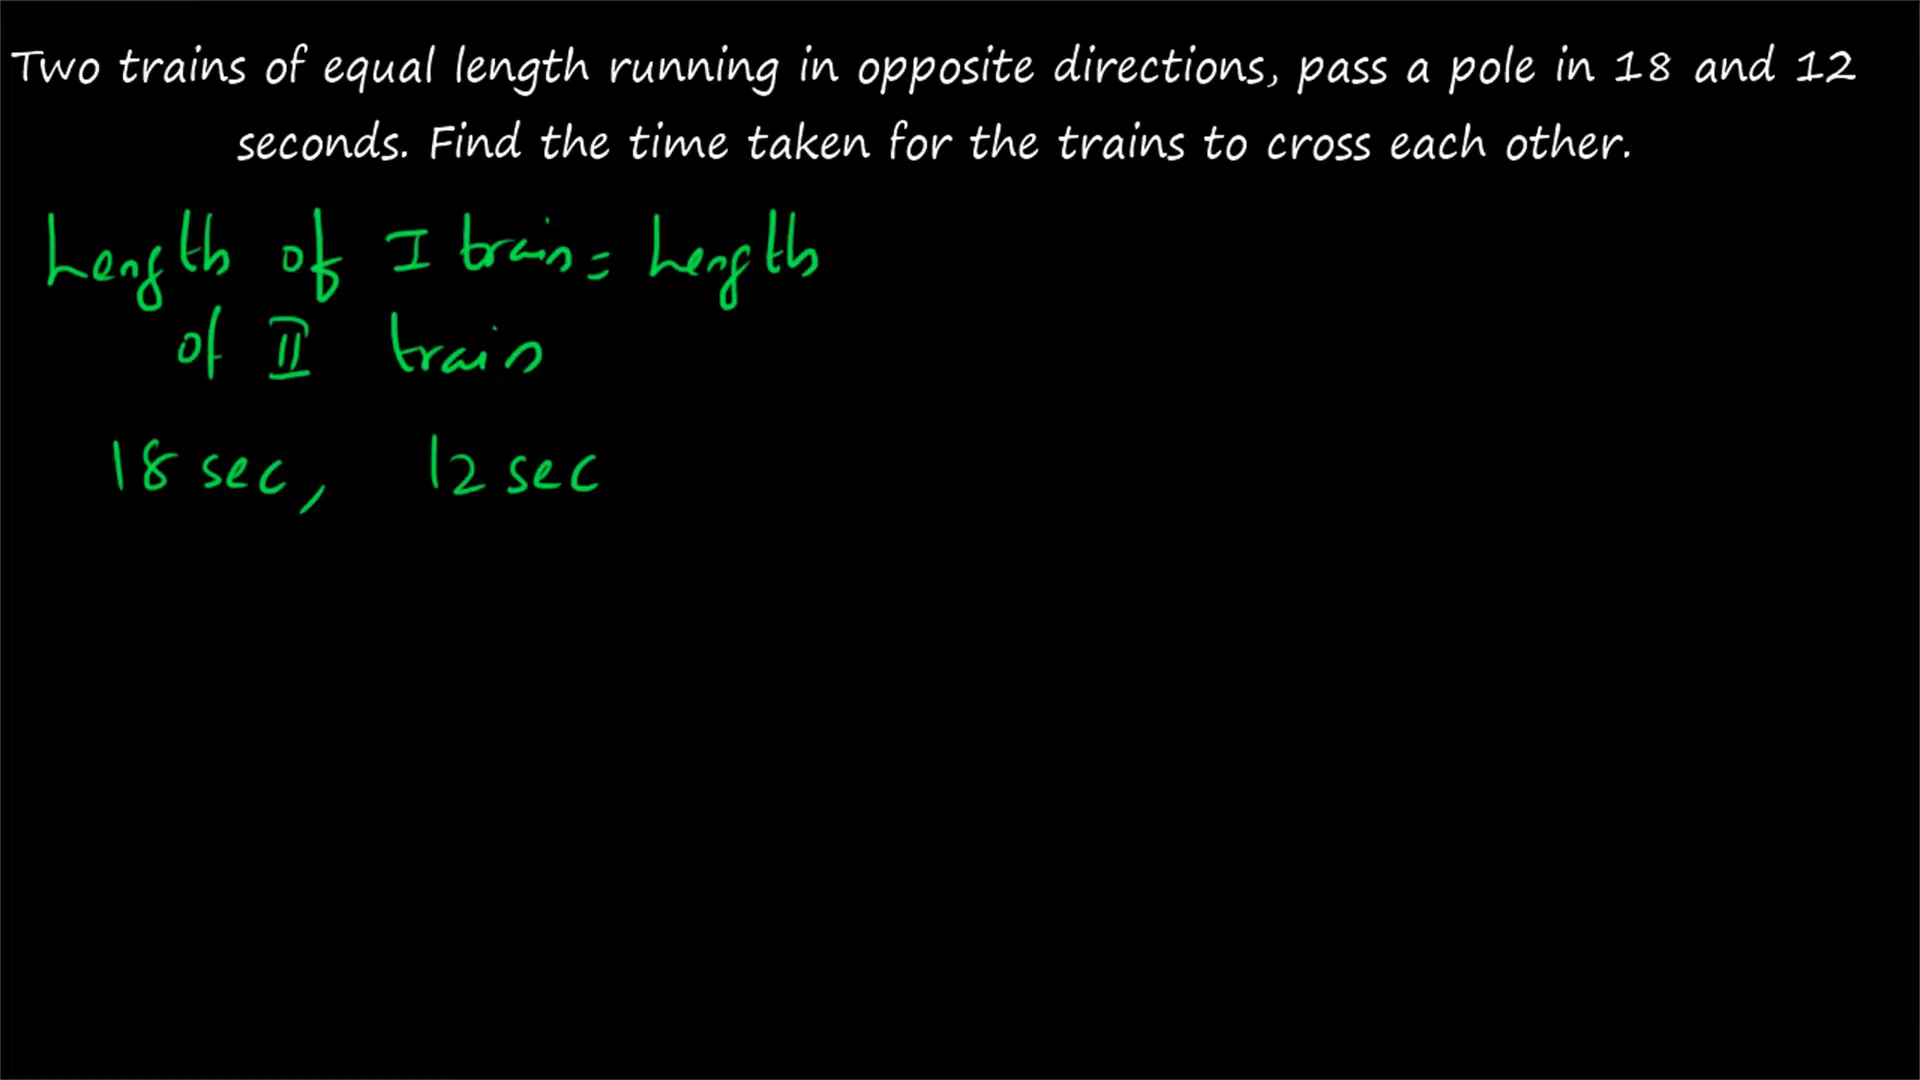 Two trains of equal length running in opposite directions, pass a pole in 18 and 12
seconds. Find the time taken for the trains to cross each other.
Length of I train = Length
of II train
18 sec, 12 sec